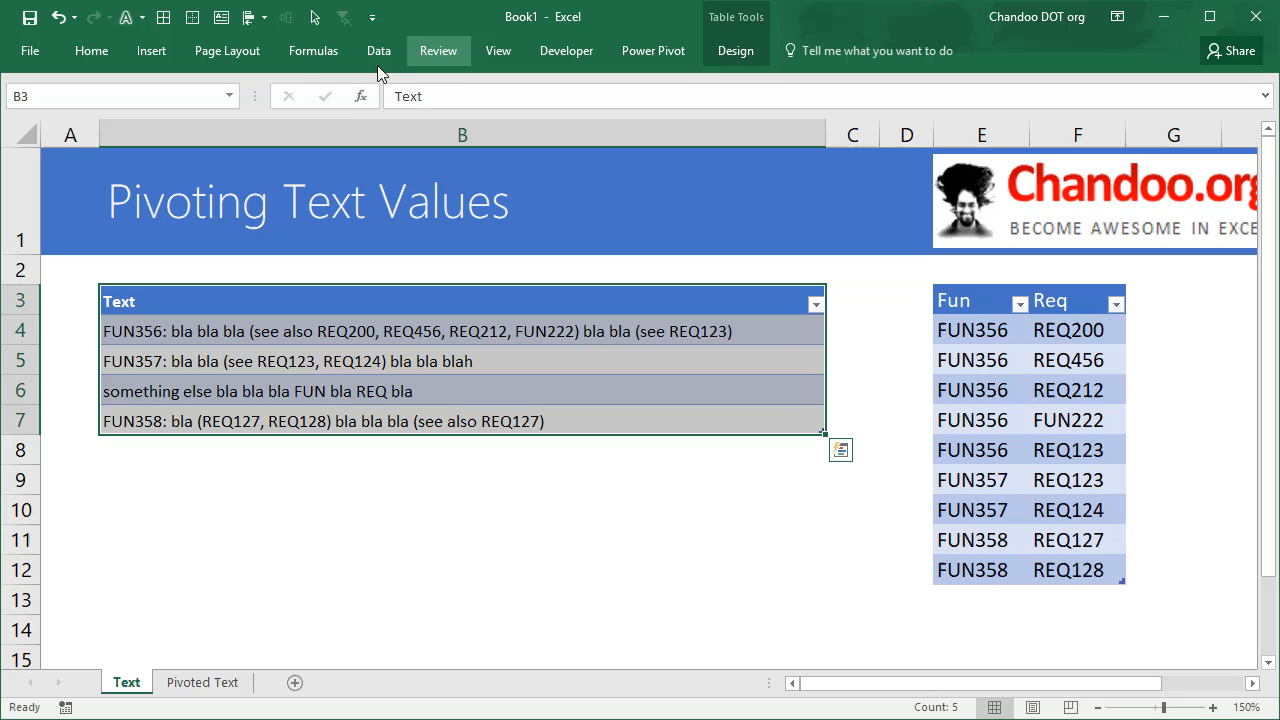 Book1 - Excel
Table Tools
Chandoo DOT org
File
Home
Insert
Page Layout
Formulas
Data
Review
View
Developer
Power Pivot
Design
Tell me what you want to do
Share
B3
fx
Text
A
B
C
D
E
F
G
1
Pivoting Text Values
Chandoo.org
BECOME AWESOME IN EXCE
2
3
Text
Fun
Req
4
FUN356: bla bla bla (see also REQ200, REQ456, REQ212, FUN222) bla bla (see REQ123)
FUN356
REQ200
5
FUN357: bla bla (see REQ123, REQ124) bla bla blah
FUN356
REQ456
6
something else bla bla bla FUN bla REQ bla
FUN356
REQ212
7
FUN358: bla (REQ127, REQ128) bla bla bla (see also REQ127)
FUN356
FUN222
8
FUN356
REQ123
9
FUN357
REQ123
10
FUN357
REQ124
11
FUN358
REQ127
12
FUN358
REQ128
13
14
15
Text
Pivoted Text
Ready
Count: 5
150%